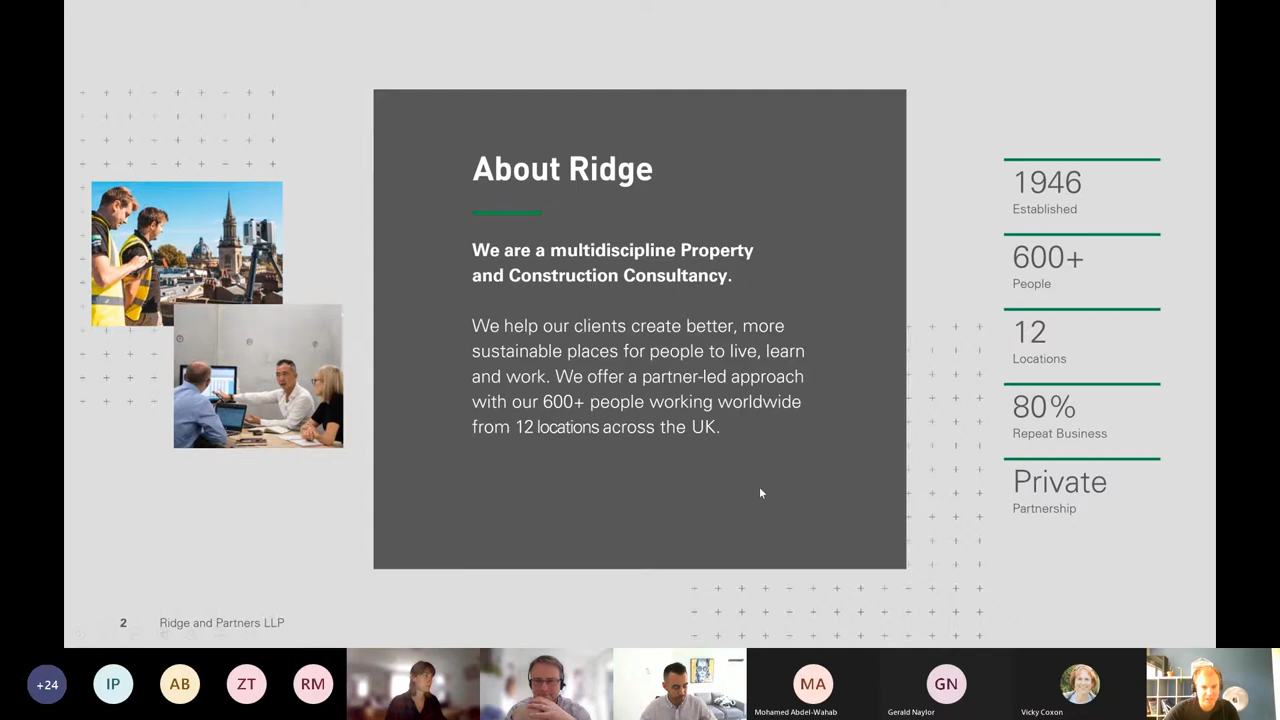 About Ridge
We are a multidiscipline Property
and Construction Consultancy.
We help our clients create better, more
sustainable places for people to live, learn
and work. We offer a partner-led approach
with our 600+ people working worldwide
from 12 locations across the UK.
1946
Established
600+
People
12
Locations
80%
Repeat Business
Private
Partnership
2 Ridge and Partners LLP
+24
IP
AB
ZT
RM
MA
Mohamed Abdel-Wahab
GN
Gerald Naylor
Vicky Coxon